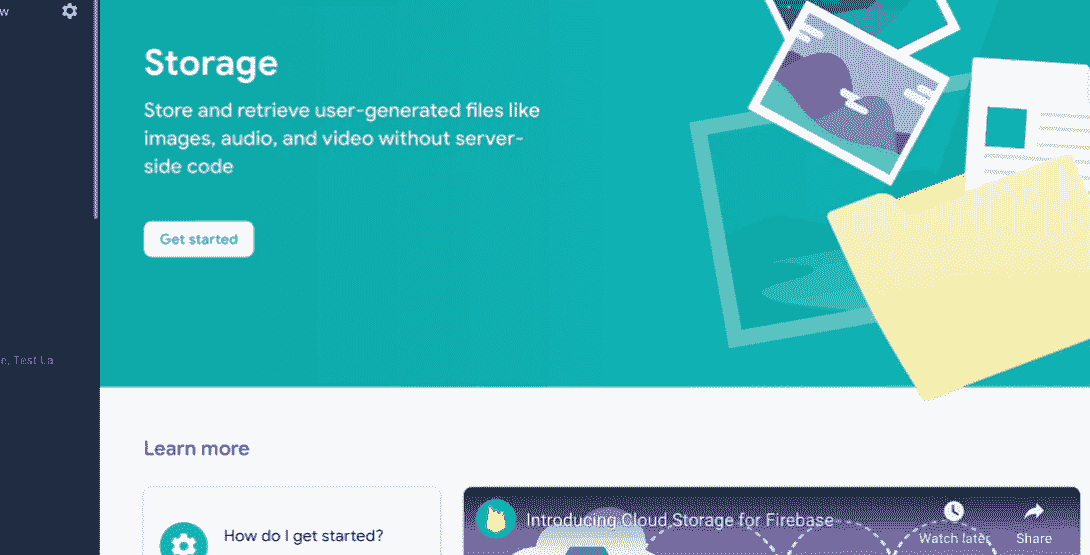 w
Storage
Store and retrieve user-generated files like
images, audio, and video without server-
side code
Get started
e, Test La
Learn more
How do I get started?
Introducing Cloud Storage for Firebase
Watch later
Share